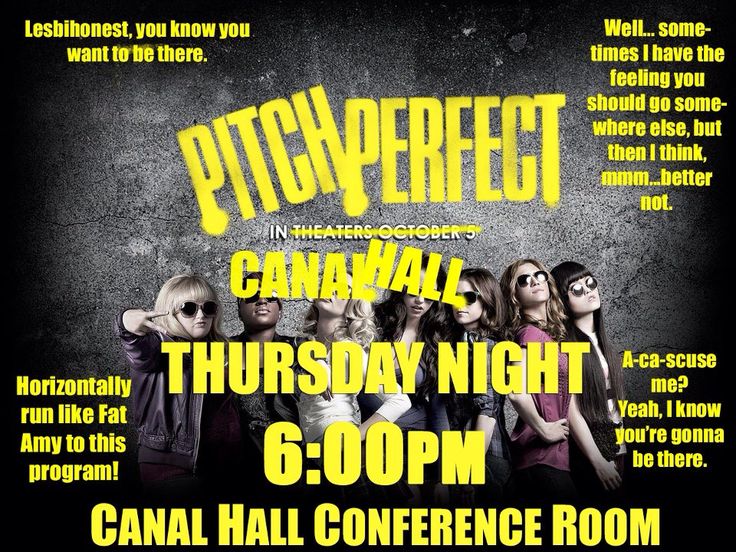 Lesbihonest, you know you
want to be there.
Well... some-
times I have the
feeling you
should go some-
where else, but
then I think,
mmm...better
not.
PITCH PERFECT
IN THEATERS OCTOBER 5
CANAL HALL
THURSDAY NIGHT
6:00PM
Horizontally
run like Fat
Amy to this
program!
A-ca-scuse
me?
Yeah, I know
you’re gonna
be there.
CANAL HALL CONFERENCE ROOM